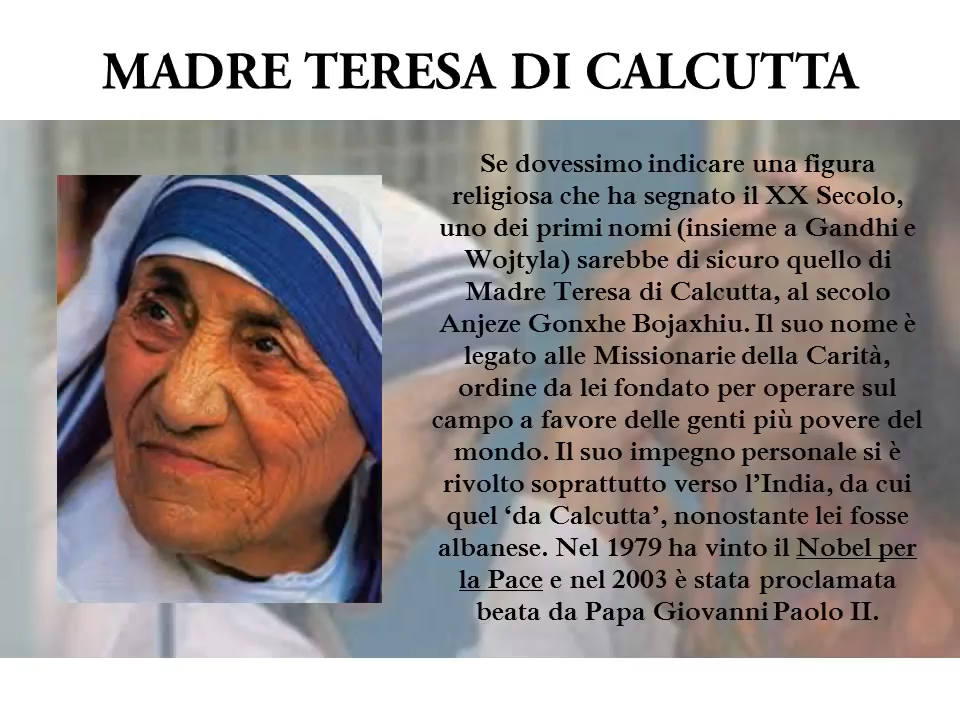 MADRE TERESA DI CALCUTTA
Se dovessimo indicare una figura
religiosa che ha segnato il XX Secolo,
uno dei primi nomi (insieme a Gandhi e
Wojtyla) sarebbe di sicuro quello di
Madre Teresa di Calcutta, al secolo
Anjeze Gonxhe Bojaxhiu. Il suo nome è
legato alle Missionarie della Carità,
ordine da lei fondato per operare sul
campo a favore delle genti più povere del
mondo. Il suo impegno personale si è
rivolto soprattutto verso l’India, da cui
quel ‘da Calcutta’, nonostante lei fosse
albanese. Nel 1979 ha vinto il Nobel per
la Pace e nel 2003 è stata proclamata
beata da Papa Giovanni Paolo II.